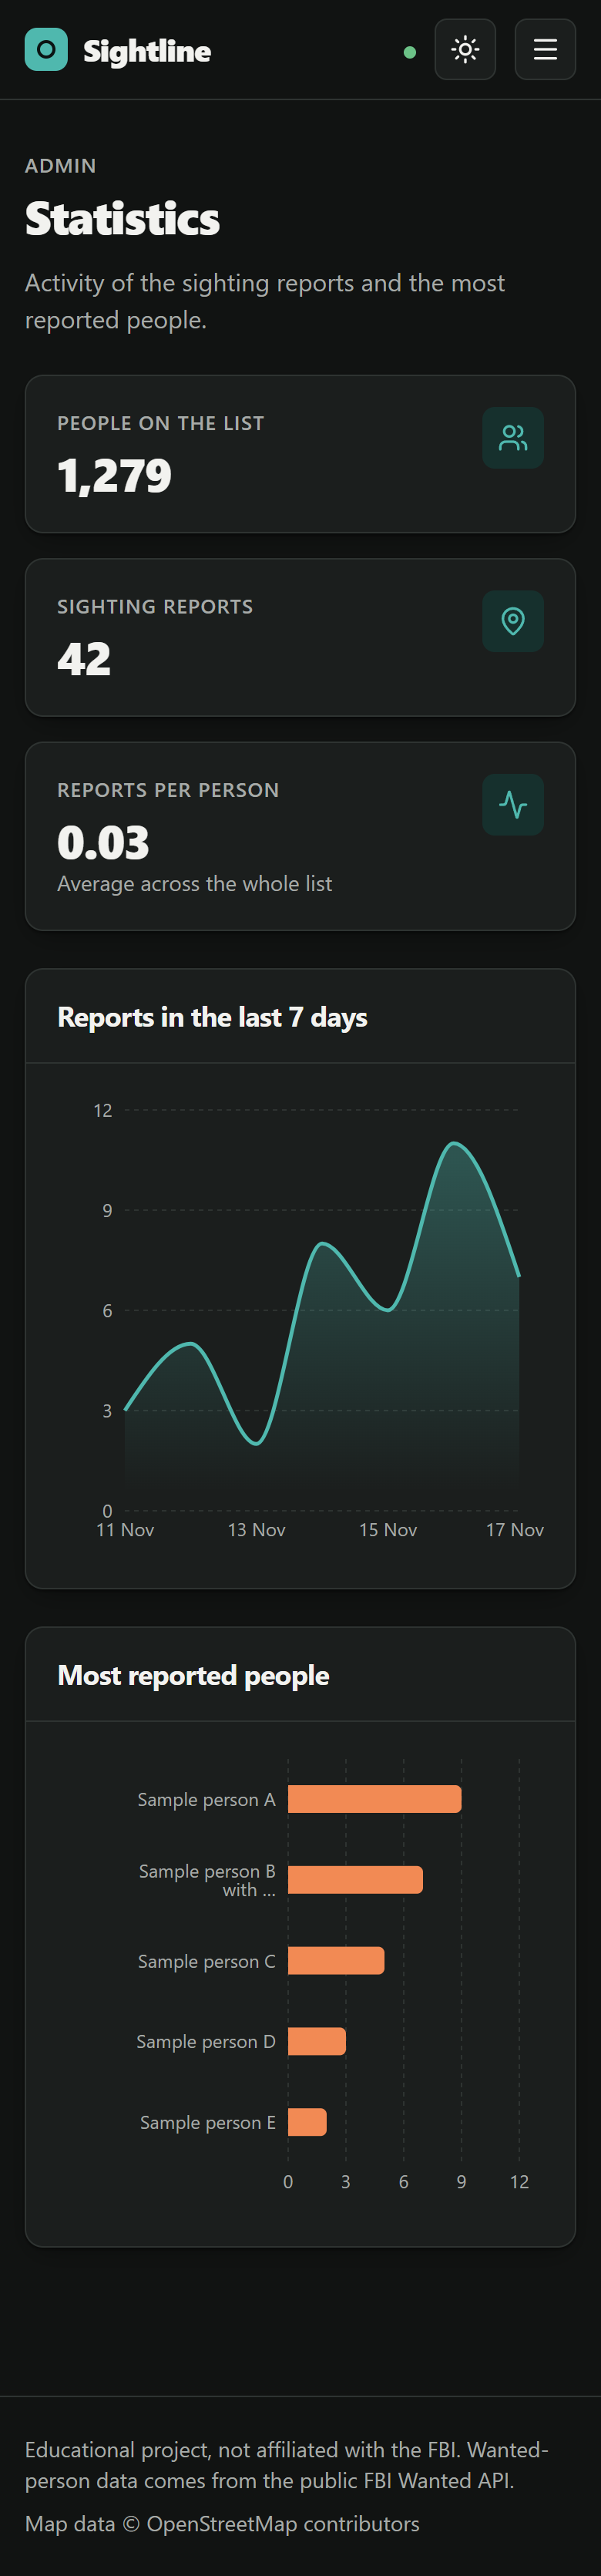 Sightline
ADMIN
Statistics
Activity of the sighting reports and the most
reported people.
PEOPLE ON THE LIST
1,279
SIGHTING REPORTS
42
REPORTS PER PERSON
0.03
Average across the whole list
Reports in the last 7 days
12
9
6
3
0
11 Nov 13 Nov 15 Nov 17 Nov
Most reported people
Sample person A
Sample person B
with ...
Sample person C
Sample person D
Sample person E
0 3 6 9 12
Educational project, not affiliated with the FBI. Wanted-
person data comes from the public FBI Wanted API.
Map data © OpenStreetMap contributors